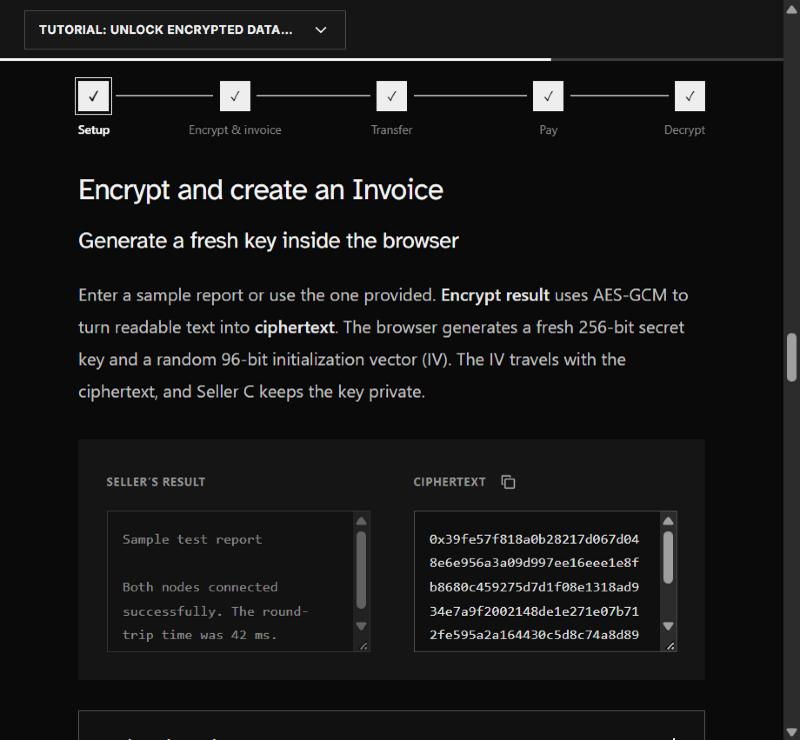 TUTORIAL: UNLOCK ENCRYPTED DATA...
Setup
Encrypt & invoice
Transfer
Pay
Decrypt
Encrypt and create an Invoice
Generate a fresh key inside the browser
Enter a sample report or use the one provided. Encrypt result uses AES-GCM to
turn readable text into ciphertext. The browser generates a fresh 256-bit secret
key and a random 96-bit initialization vector (IV). The IV travels with the
ciphertext, and Seller C keeps the key private.
SELLER'S RESULT
Sample test report
Both nodes connected
successfully. The round-
trip time was 42 ms.
CIPHERTEXT
0x39fe57f818a0b28217d067d04
8e6e956a3a09d997ee16eee1e8f
b8680c459275d7d1f08e1318ad9
34e7a9f2002148de1e271e07b71
2fe595a2a164430c5d8c74a8d89